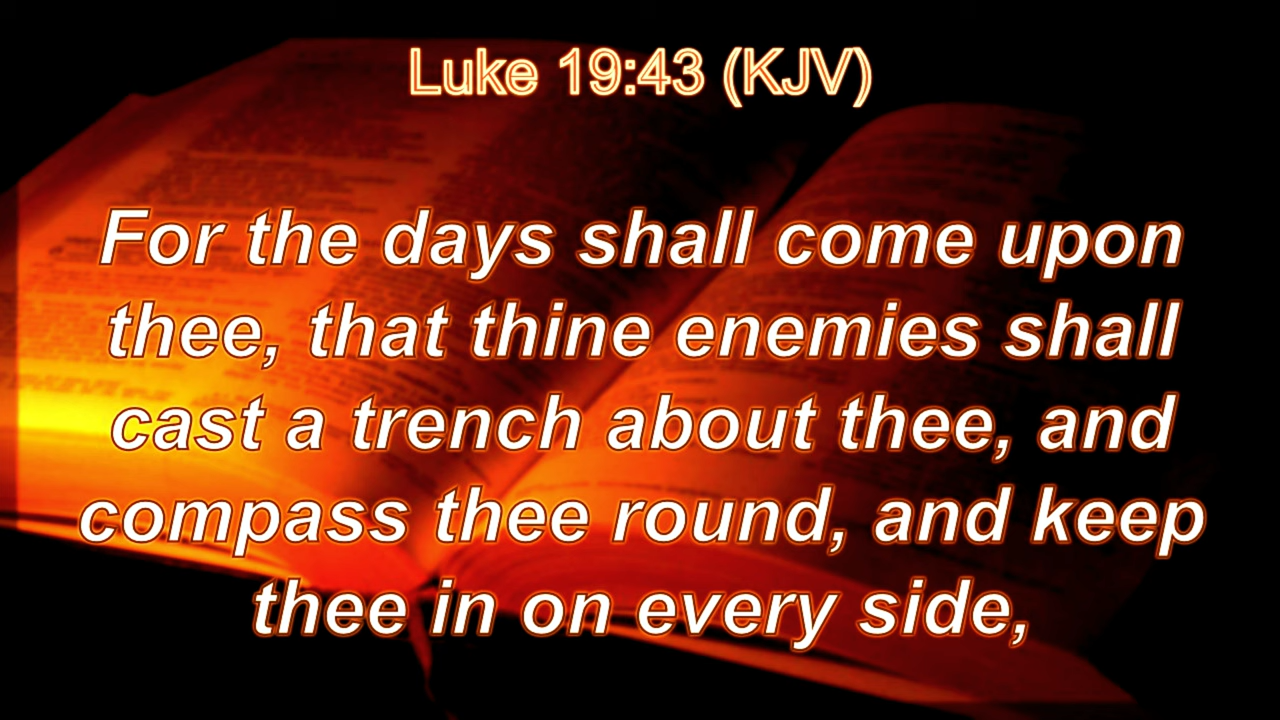 Luke 19:43 (KJV)
For the days shall come upon
thee, that thine enemies shall
cast a trench about thee, and
compass thee round, and keep
thee in on every side,